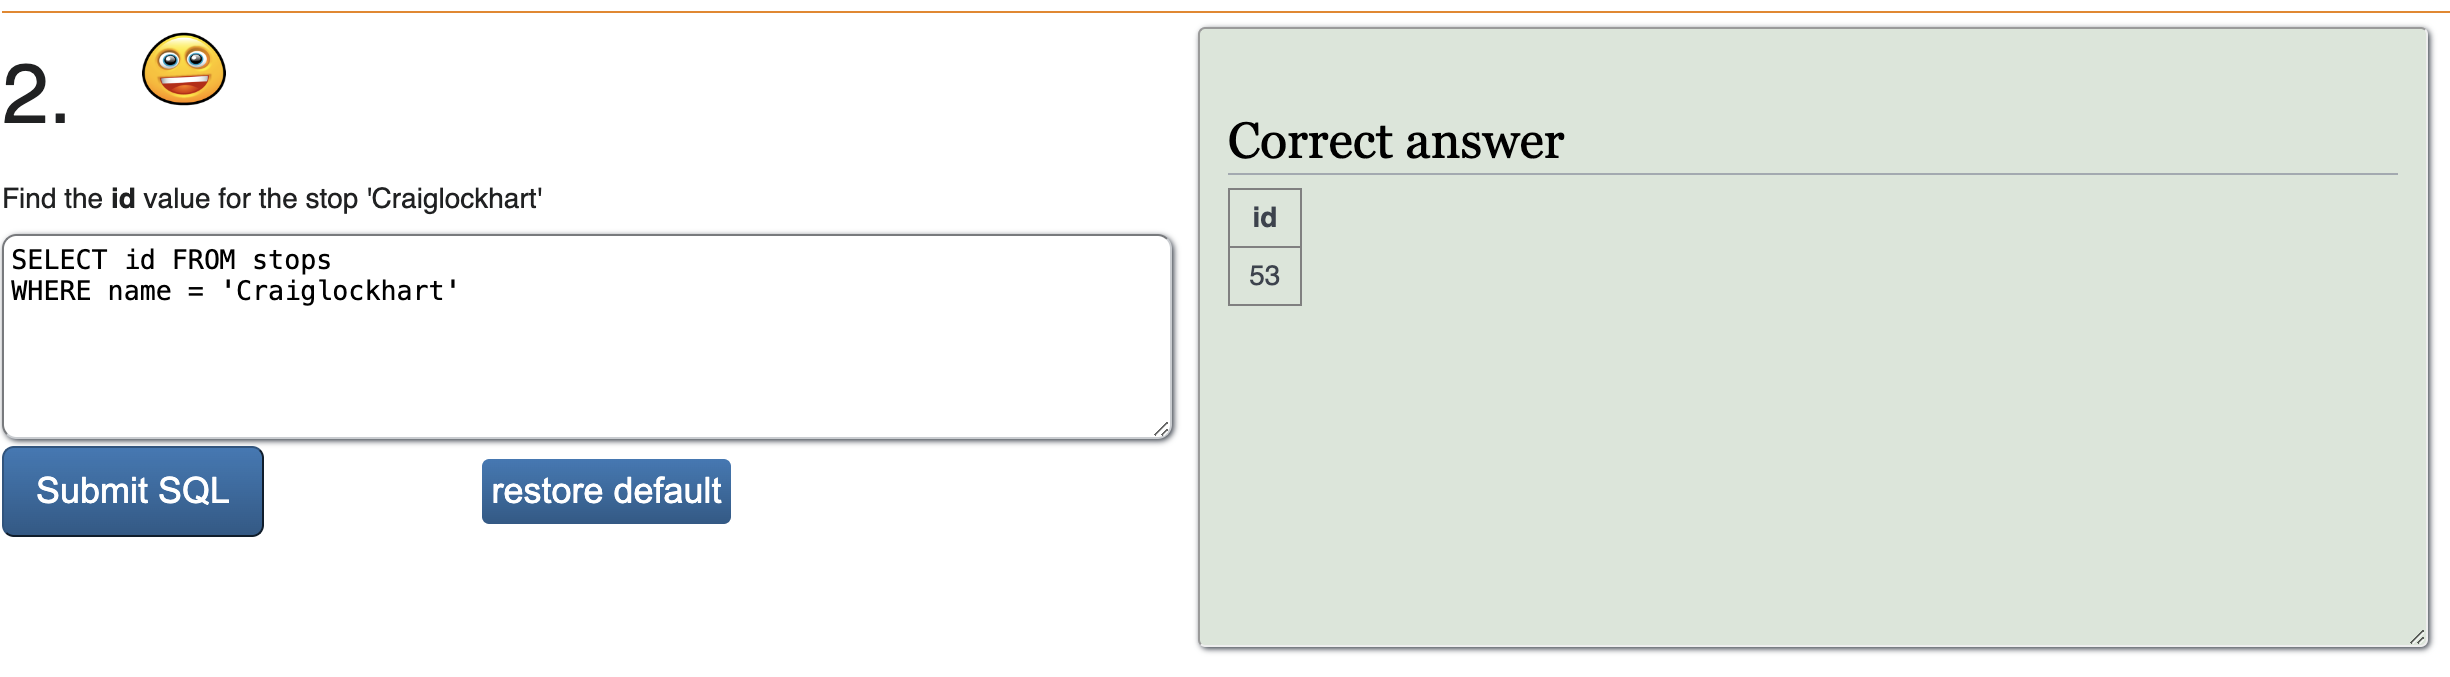 2.
Find the id value for the stop 'Craiglockhart'
SELECT id FROM stops
WHERE name = 'Craiglockhart'
Submit SQL
restore default
Correct answer
id
53